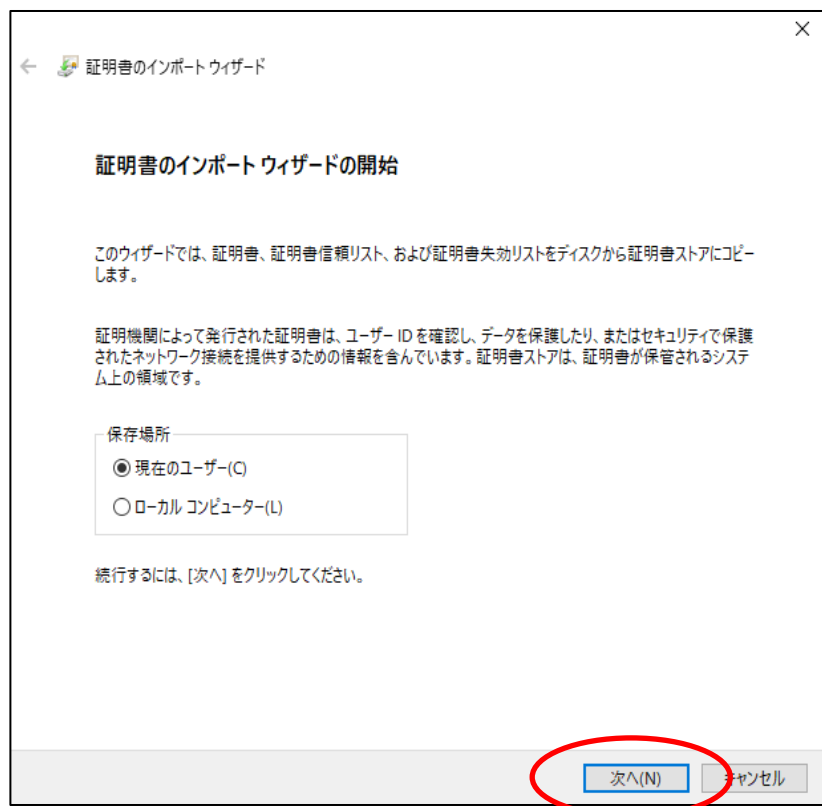 証明書のインポート ウィザード
証明書のインポート ウィザードの開始
このウィザードでは、証明書、証明書信頼リスト、および証明書失効リストをディスクから証明書ストアにコピー
します。
証明機関によって発行された証明書は、ユーザー ID を確認し、データを保護したり、またはセキュリティで保護
されたネットワーク接続を提供するための情報を含んでいます。証明書ストアは、証明書が保管されるシステ
ム上の領域です。
保存場所
現在のユーザー(C)
ローカル コンピューター(L)
続行するには、[次へ] をクリックしてください。
次へ(N)
キャンセル